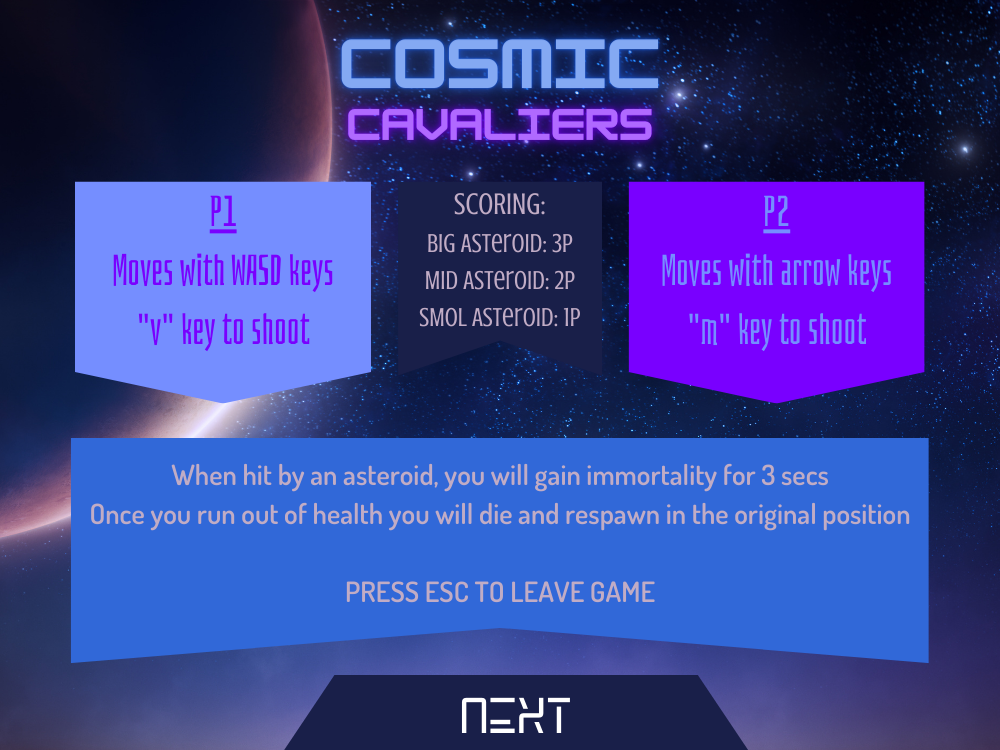 COSMIC
CAVALIERS
P1
Moves with WASD keys
"v" key to shoot
SCORING:
BIG ASTEROID: 3P
MID ASTEROID: 2P
SMOL ASTEROID: 1P
P2
Moves with arrow keys
"m" key to shoot
When hit by an asteroid, you will gain immortality for 3 secs
Once you run out of health you will die and respawn in the original position
PRESS ESC TO LEAVE GAME
NEXT